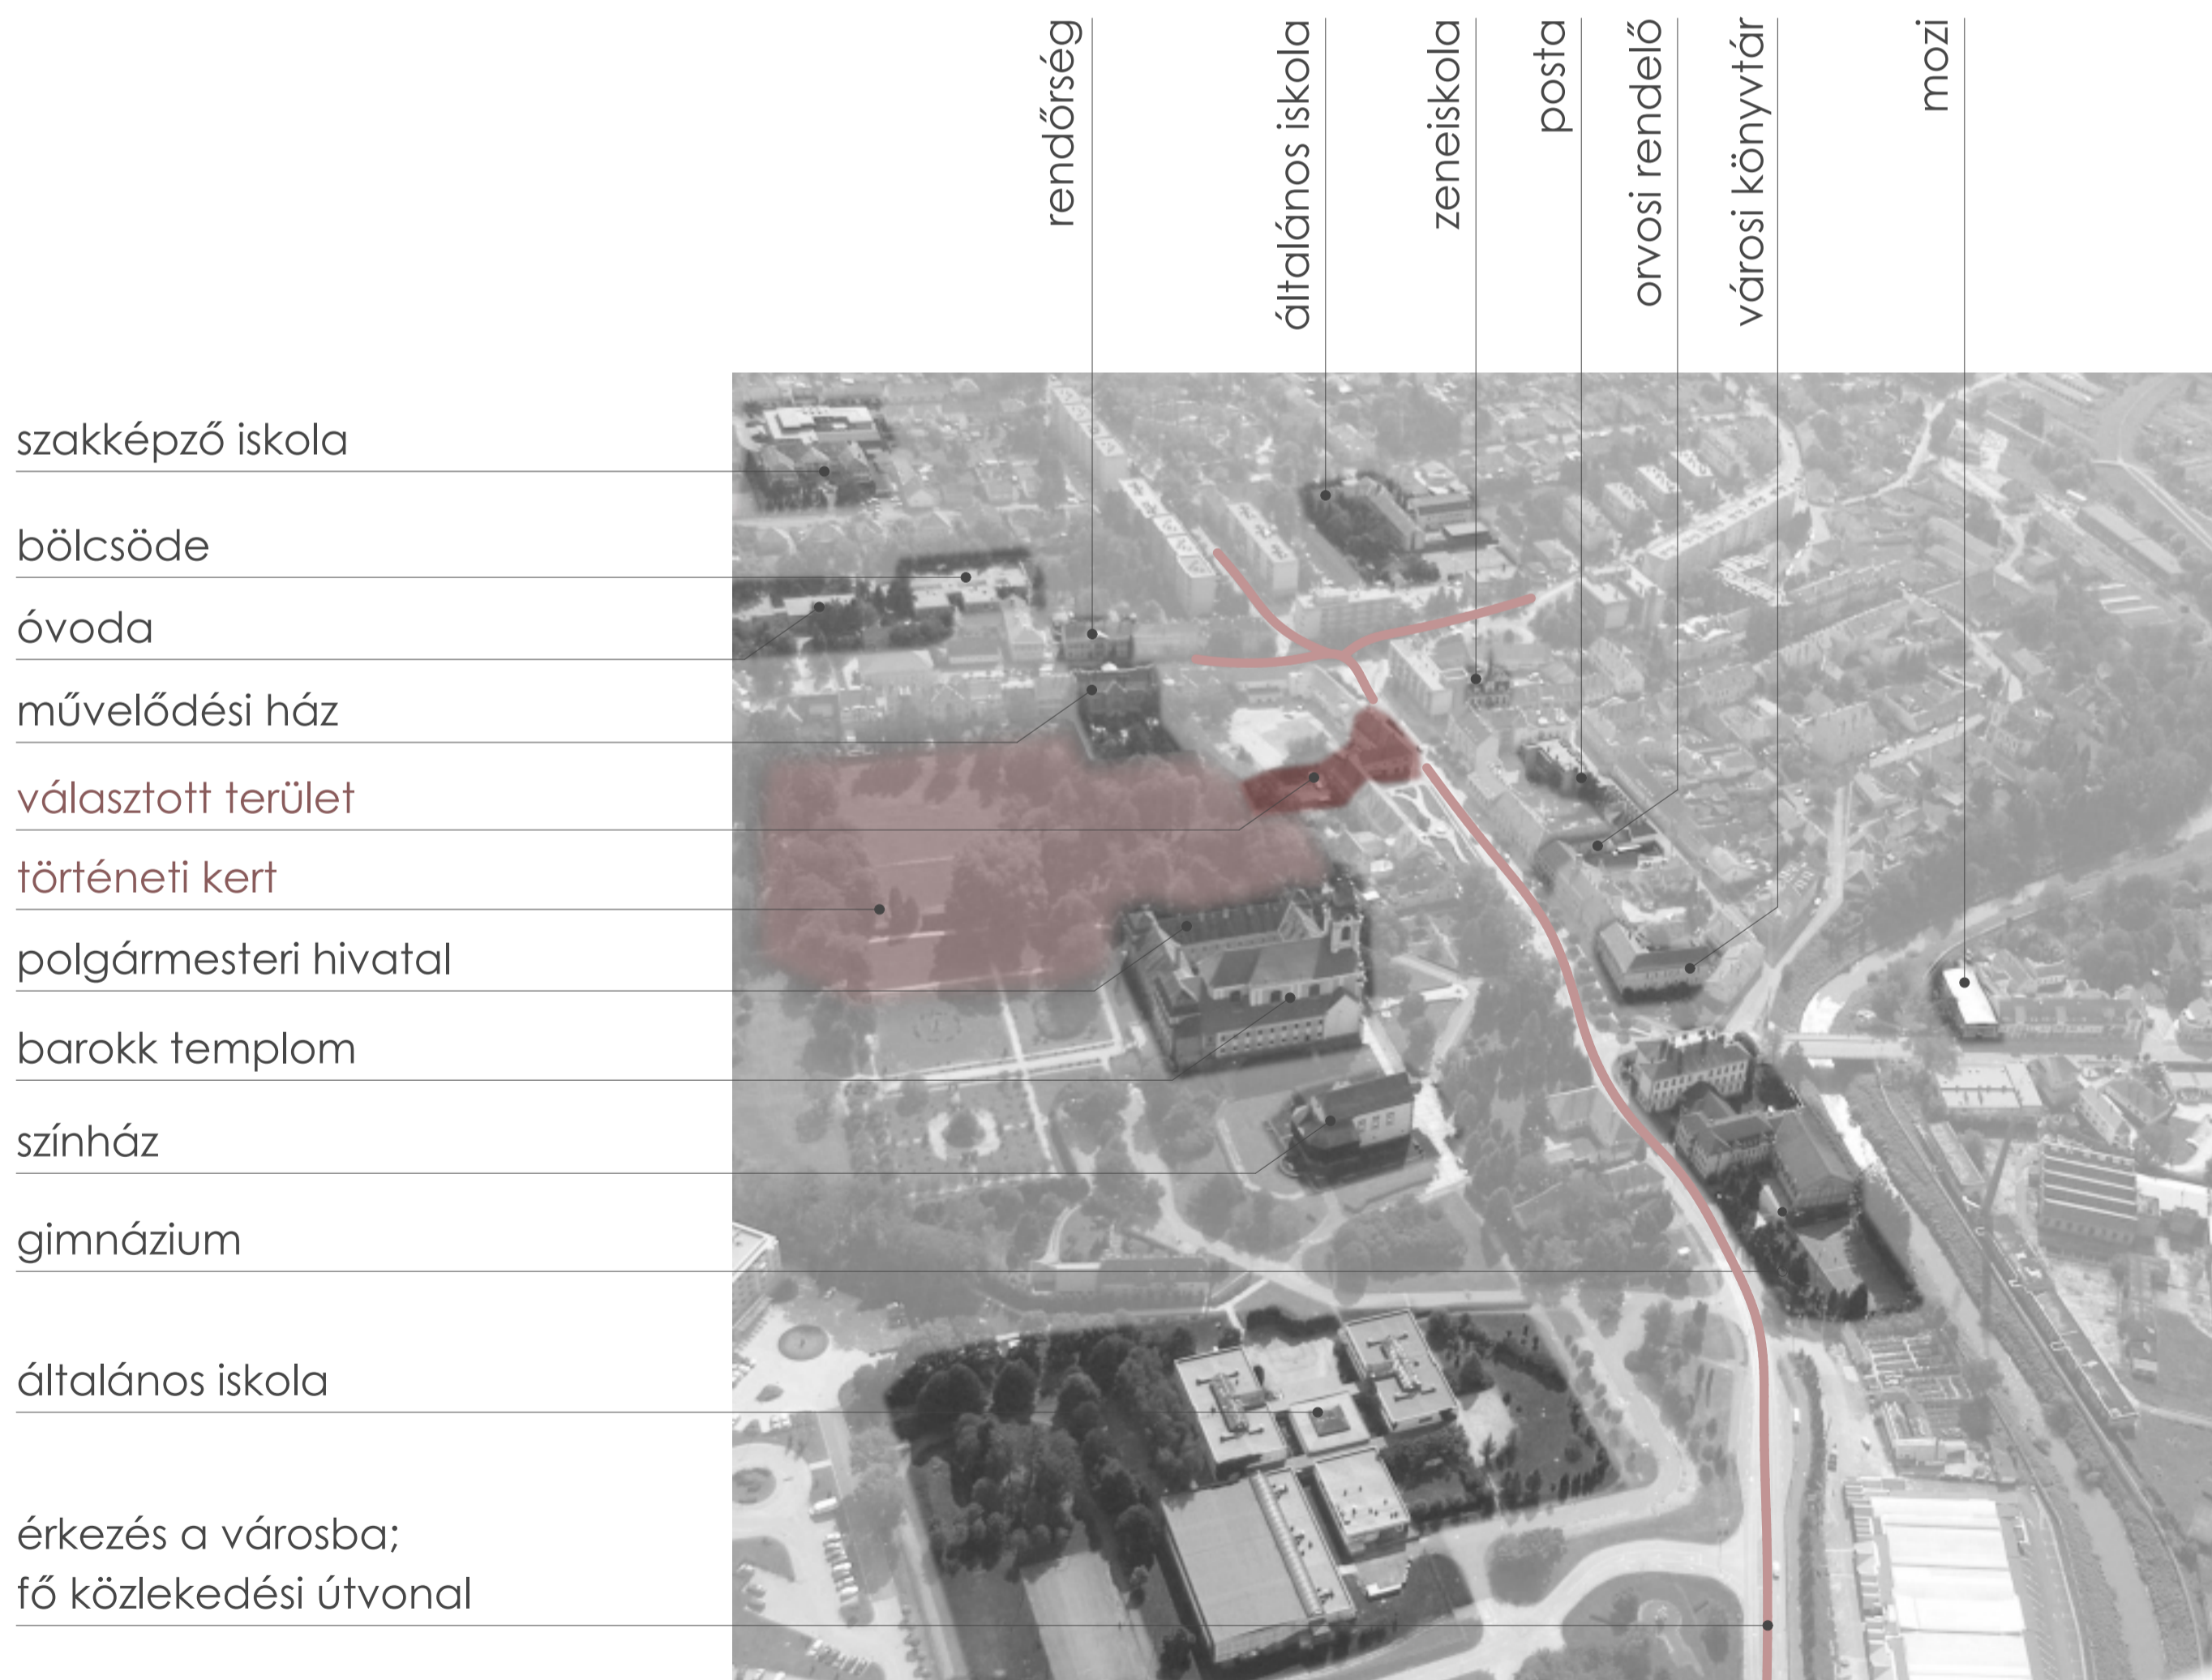 rendőrség
általános iskola
zeneiskola
posta
orvosi rendelő
városi könyvtár
mozi
szakképző iskola
bölcsöde
óvoda
művelődési ház
választott terület
történeti kert
polgármesteri hivatal
barokk templom
színház
gimnázium
általános iskola
érkezés a városba;
fő közlekedési útvonal